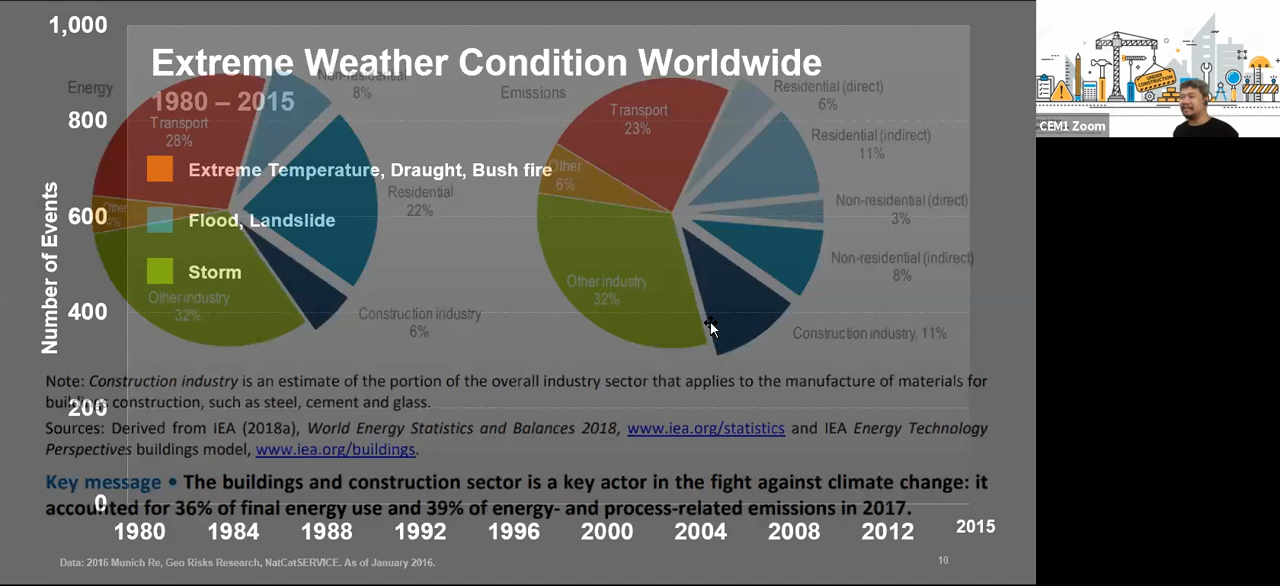 1,000
Extreme Weather Condition Worldwide
1980 – 2015
Energy
Non-residential
8%
Transport
28%
Other
Residential
22%
Other industry
32%
Construction industry
6%
Emissions
Transport
23%
Other
6%
Residential (direct)
6%
Residential (indirect)
11%
Non-residential (direct)
3%
Non-residential (indirect)
8%
Other industry
32%
Construction industry, 11%
Extreme Temperature, Draught, Bush fire
Flood, Landslide
Storm
Number of Events
800
600
400
200
0
Note: Construction industry is an estimate of the portion of the overall industry sector that applies to the manufacture of materials for
buildings construction, such as steel, cement and glass.
Sources: Derived from IEA (2018a), World Energy Statistics and Balances 2018, www.iea.org/statistics and IEA Energy Technology
Perspectives buildings model, www.iea.org/buildings.
Key message • The buildings and construction sector is a key actor in the fight against climate change: it
accounted for 36% of final energy use and 39% of energy- and process-related emissions in 2017.
1980 1984 1988 1992 1996 2000 2004 2008 2012 2015
Data: 2016 Munich Re, Geo Risks Research, NatCatSERVICE. As of January 2016.
10
UNDER
CONSTRUCTION
CEM1 Zoom